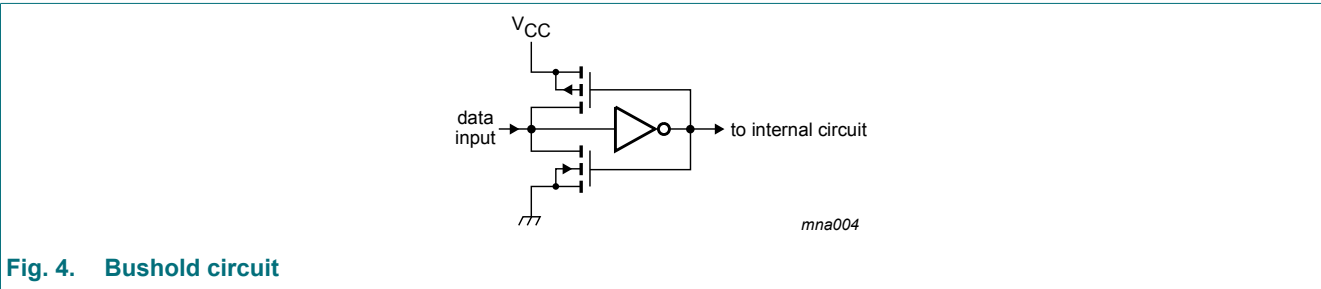 VCC
data
input
to internal circuit
mna004
Fig. 4. Bushold circuit